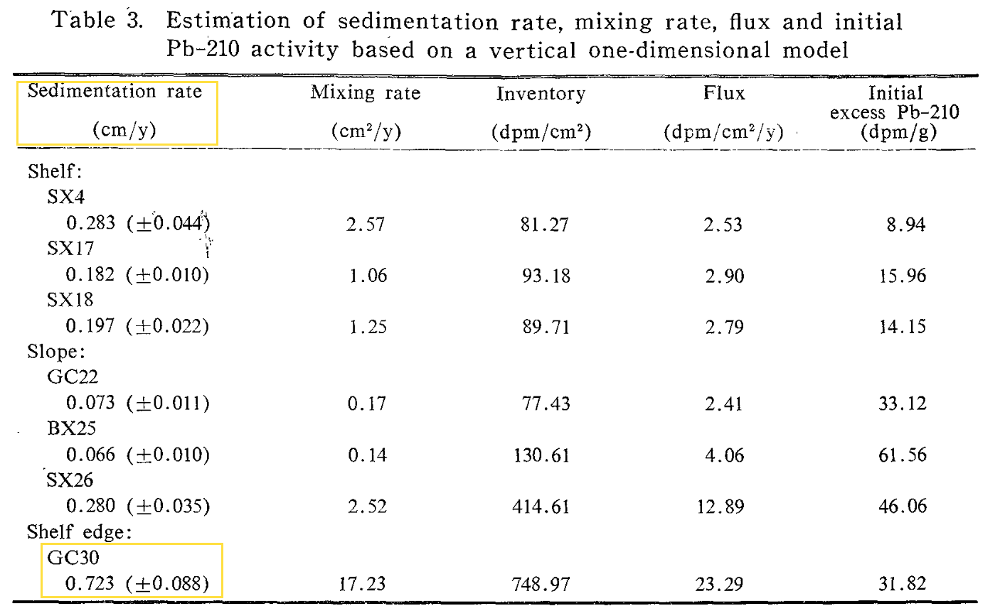 Table 3. Estimation of sedimentation rate, mixing rate, flux and initial
Pb-210 activity based on a vertical one-dimensional model
Sedimentation rate Mixing rate Inventory Flux Initial
excess Pb-210
(cm/y) (cm²/y) (dpm/cm²) (dpm/cm²/y) (dpm/g)
Shelf:
SX4
0.283 (±0.044) 2.57 81.27 2.53 8.94
SX17
0.182 (±0.010) 1.06 93.18 2.90 15.96
SX18
0.197 (±0.022) 1.25 89.71 2.79 14.15
Slope:
GC22
0.073 (±0.011) 0.17 77.43 2.41 33.12
BX25
0.066 (±0.010) 0.14 130.61 4.06 61.56
SX26
0.280 (±0.035) 2.52 414.61 12.89 46.06
Shelf edge:
GC30
0.723 (±0.088) 17.23 748.97 23.29 31.82